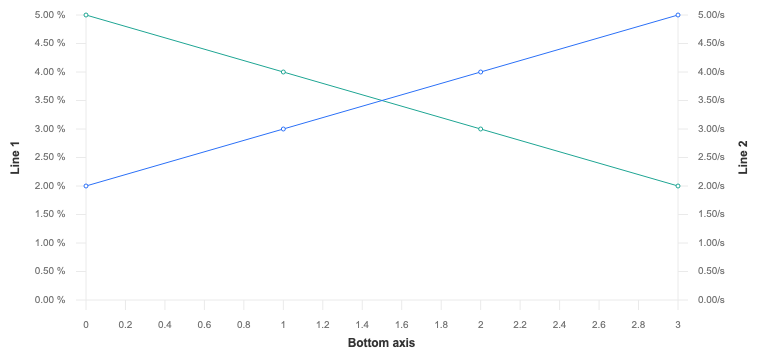 5.00 % 5.00/s
4.50 % 4.50/s
4.00 % 4.00/s
3.50 % 3.50/s
3.00 % 3.00/s
Line 1 Line 2
2.50 % 2.50/s
2.00 % 2.00/s
1.50 % 1.50/s
1.00 % 1.00/s
0.50 % 0.50/s
0.00 % 0.00/s
0 0.2 0.4 0.6 0.8 1 1.2 1.4 1.6 1.8 2 2.2 2.4 2.6 2.8 3
Bottom axis